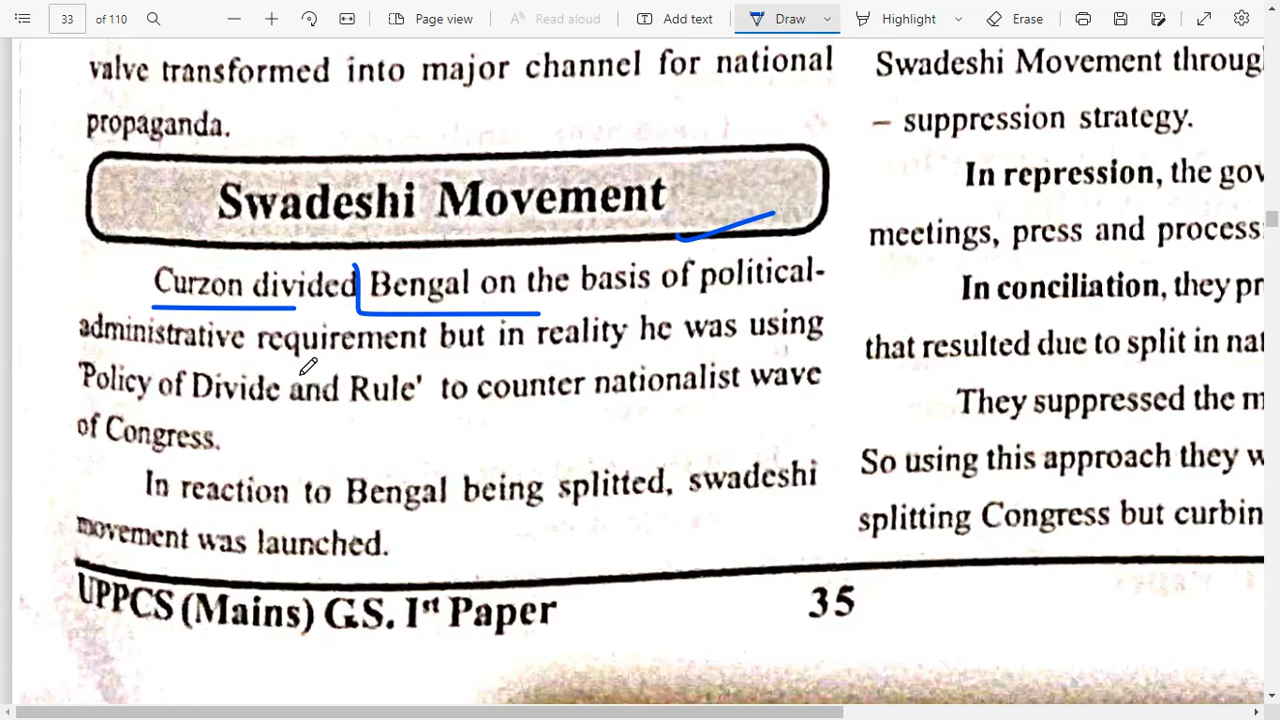 33 of 110 Page view Read aloud Add text Draw Highlight Erase
valve transformed into major channel for national
propaganda.
Swadeshi Movement
Curzon divided Bengal on the basis of political-
administrative requirement but in reality he was using
'Policy of Divide and Rule' to counter nationalist wave
of Congress.
In reaction to Bengal being splitted, swadeshi
movement was launched.
Swadeshi Movement throug
– suppression strategy.
In repression, the gov
meetings, press and process
In conciliation, they pr
that resulted due to split in nat
They suppressed the m
So using this approach they w
splitting Congress but curbin
UPPCS (Mains) G.S. Ist Paper 35